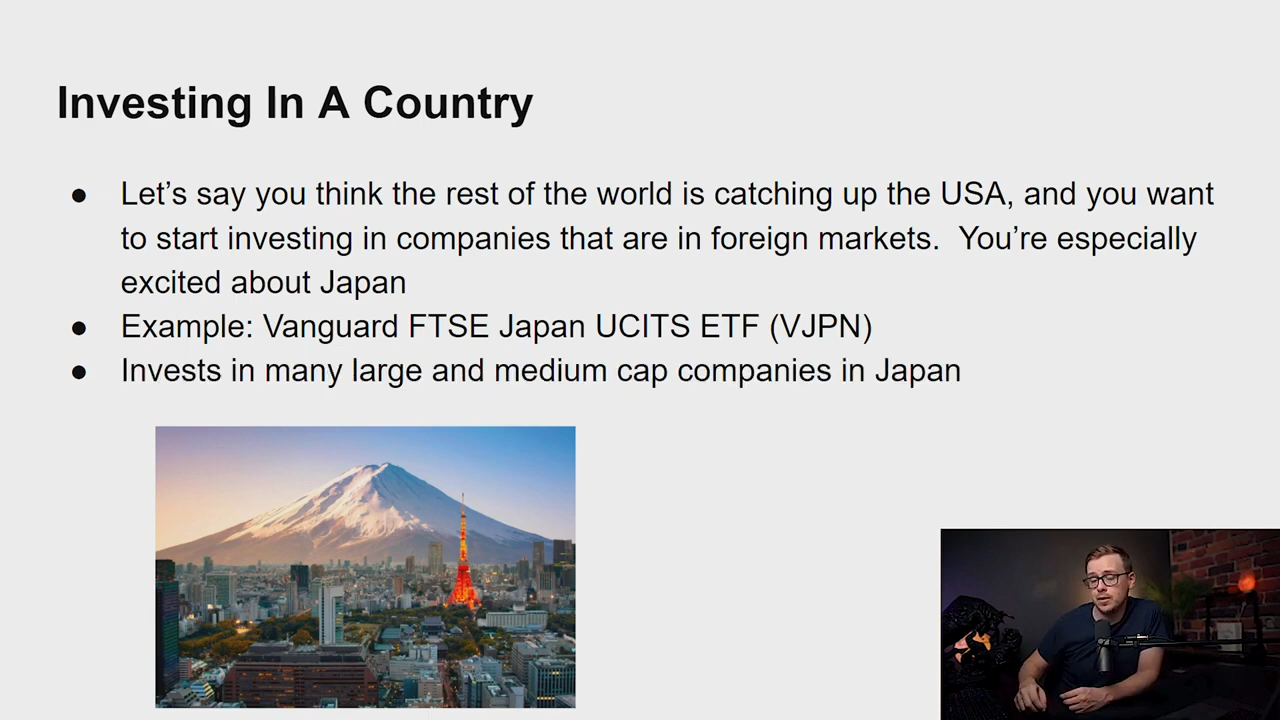 Investing In A Country
● Let’s say you think the rest of the world is catching up the USA, and you want
to start investing in companies that are in foreign markets.  You’re especially
excited about Japan
● Example: Vanguard FTSE Japan UCITS ETF (VJPN)
● Invests in many large and medium cap companies in Japan